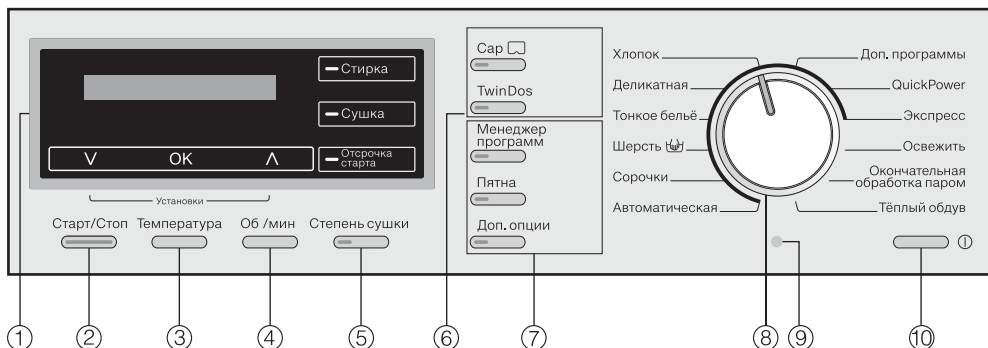 Стирка
Сушка
Отсрочка
старта
V OK Λ
Установки
Старт/Стоп Температура Об /мин Степень сушки
Cap
TwinDos
Менеджер
программ
Пятна
Доп. опции
Хлопок
Деликатная
Тонкое бельё
Шерсть
Сорочки
Автоматическая
Доп. программы
QuickPower
Экспресс
Освежить
Окончательная
обработка паром
Тёплый обдув
① ② ③ ④ ⑤ ⑥ ⑦ ⑧ ⑨ ⑩